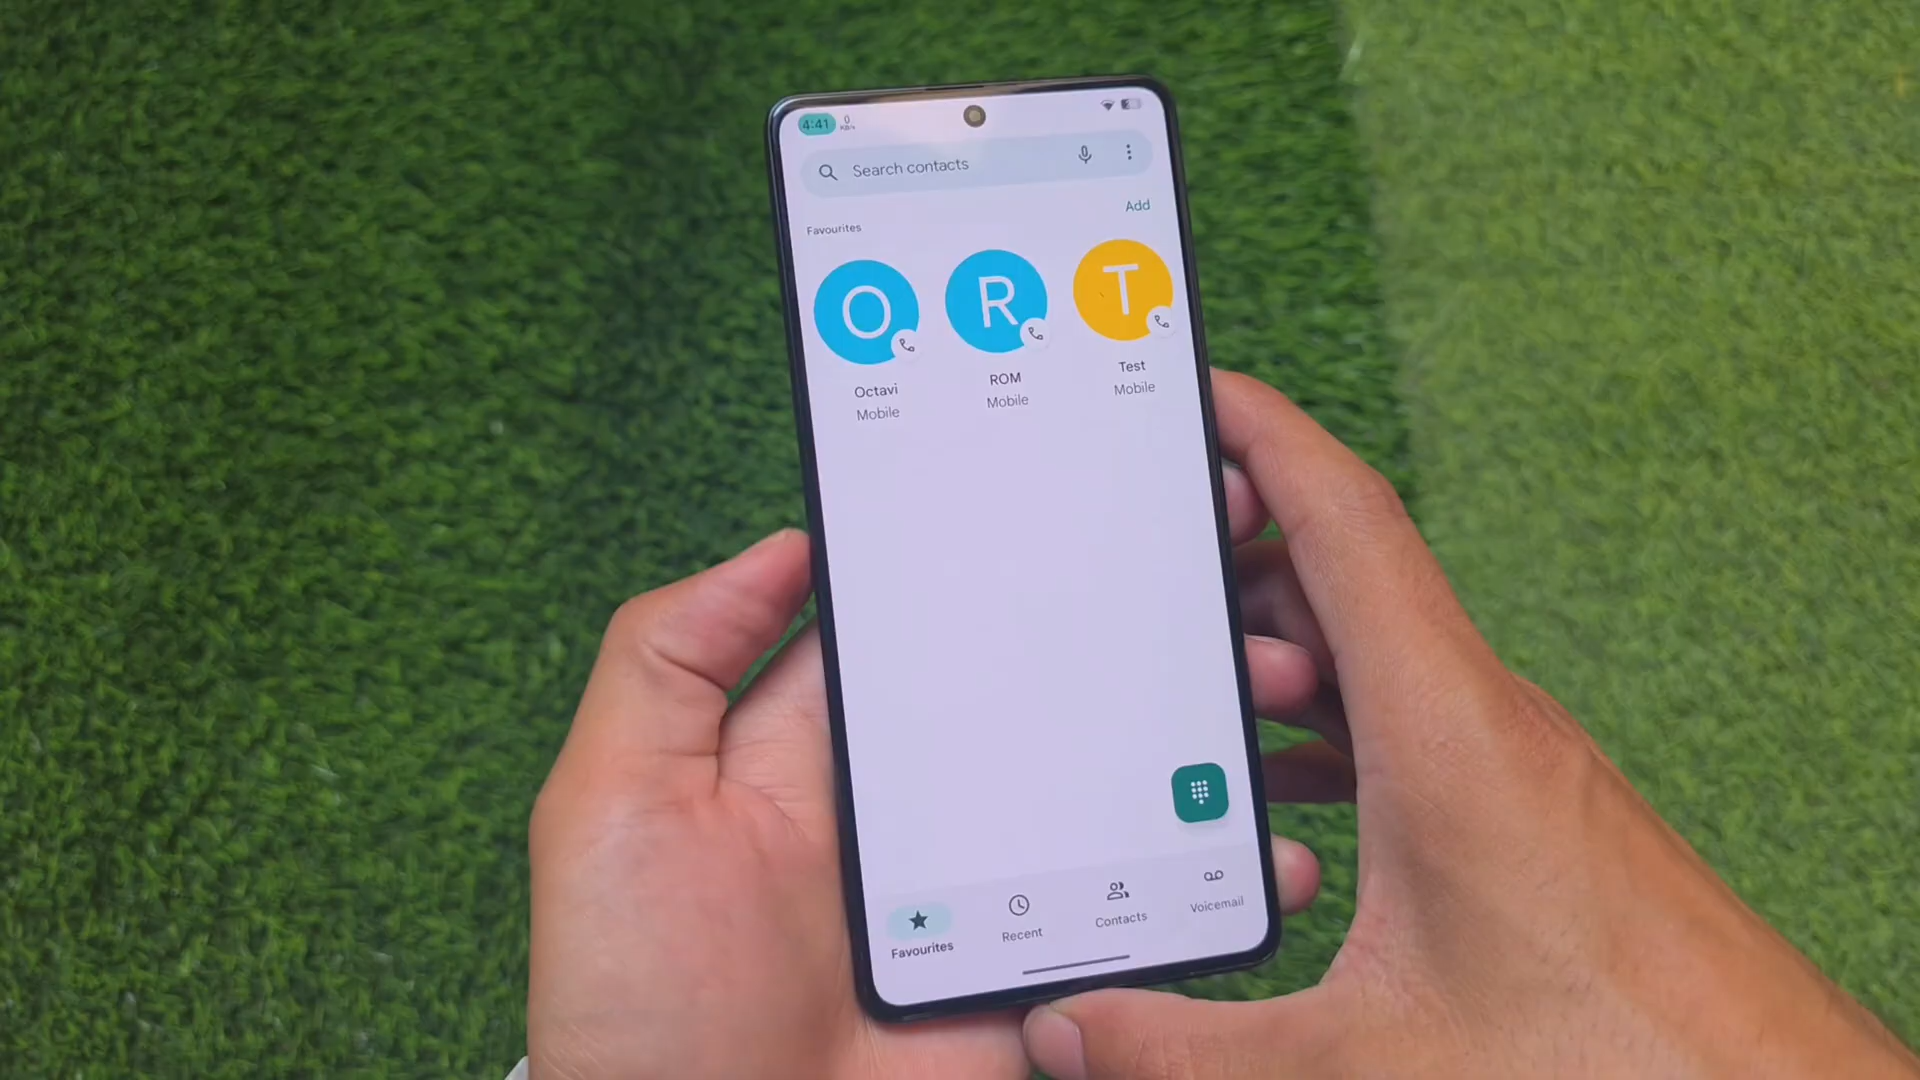 4:41 0 KB/s
Search contacts
Add
Favourites
O R T
Octavi ROM Test
Mobile Mobile Mobile
Favourites Recent Contacts Voicemail